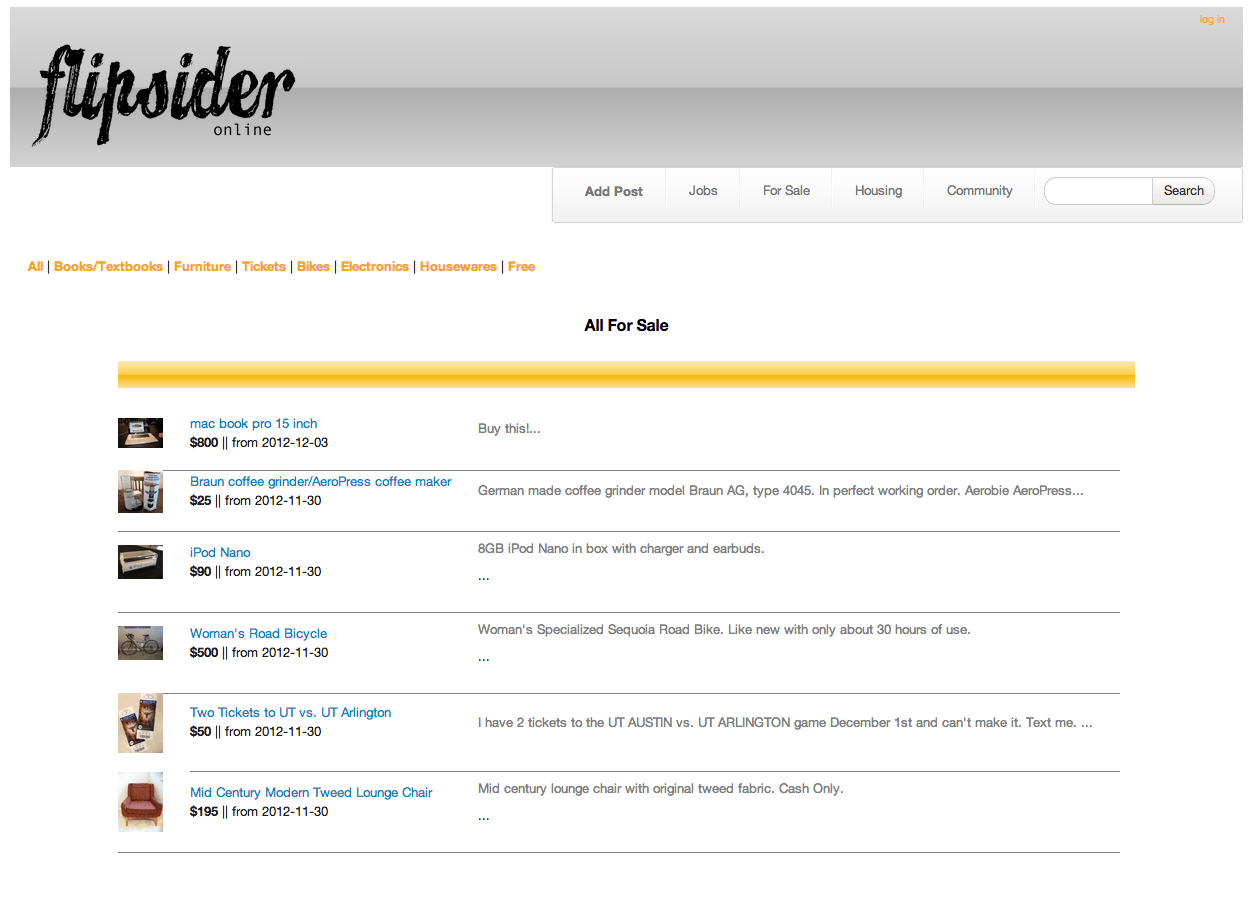 log in
flipsider
online
Add Post Jobs For Sale Housing Community Search
All | Books/Textbooks | Furniture | Tickets | Bikes | Electronics | Housewares | Free
All For Sale
mac book pro 15 inch
$800 || from 2012-12-03
Buy this!...
Braun coffee grinder/AeroPress coffee maker
$25 || from 2012-11-30
German made coffee grinder model Braun AG, type 4045. In perfect working order. Aerobie AeroPress...
iPod Nano
$90 || from 2012-11-30
8GB iPod Nano in box with charger and earbuds.
...
Woman's Road Bicycle
$500 || from 2012-11-30
Woman's Specialized Sequoia Road Bike. Like new with only about 30 hours of use.
...
Two Tickets to UT vs. UT Arlington
$50 || from 2012-11-30
I have 2 tickets to the UT AUSTIN vs. UT ARLINGTON game December 1st and can't make it. Text me. ...
Mid Century Modern Tweed Lounge Chair
$195 || from 2012-11-30
Mid century lounge chair with original tweed fabric. Cash Only.
...